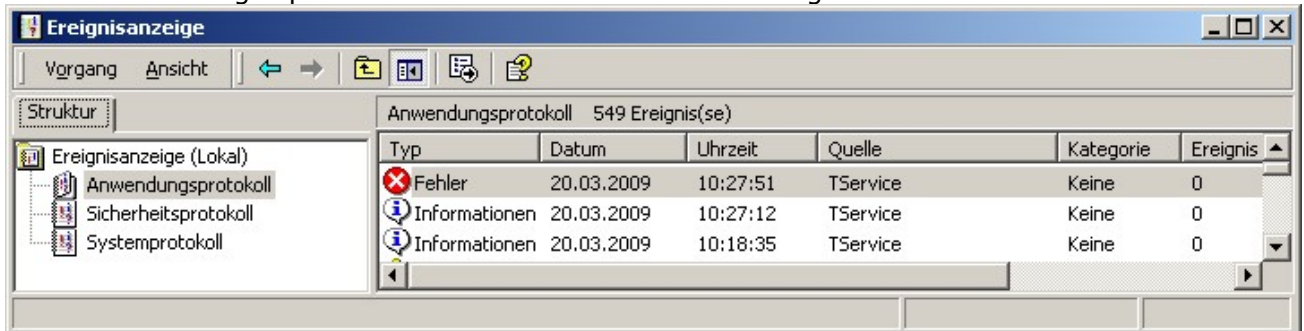 Ereignisanzeige
Vorgang Ansicht
Struktur
Anwendungsprotokoll 549 Ereignis(se)
Ereignisanzeige (Lokal)
Anwendungsprotokoll
Sicherheitsprotokoll
Systemprotokoll
Typ Datum Uhrzeit Quelle Kategorie Ereignis
Fehler 20.03.2009 10:27:51 TService Keine 0
Informationen 20.03.2009 10:27:12 TService Keine 0
Informationen 20.03.2009 10:18:35 TService Keine 0